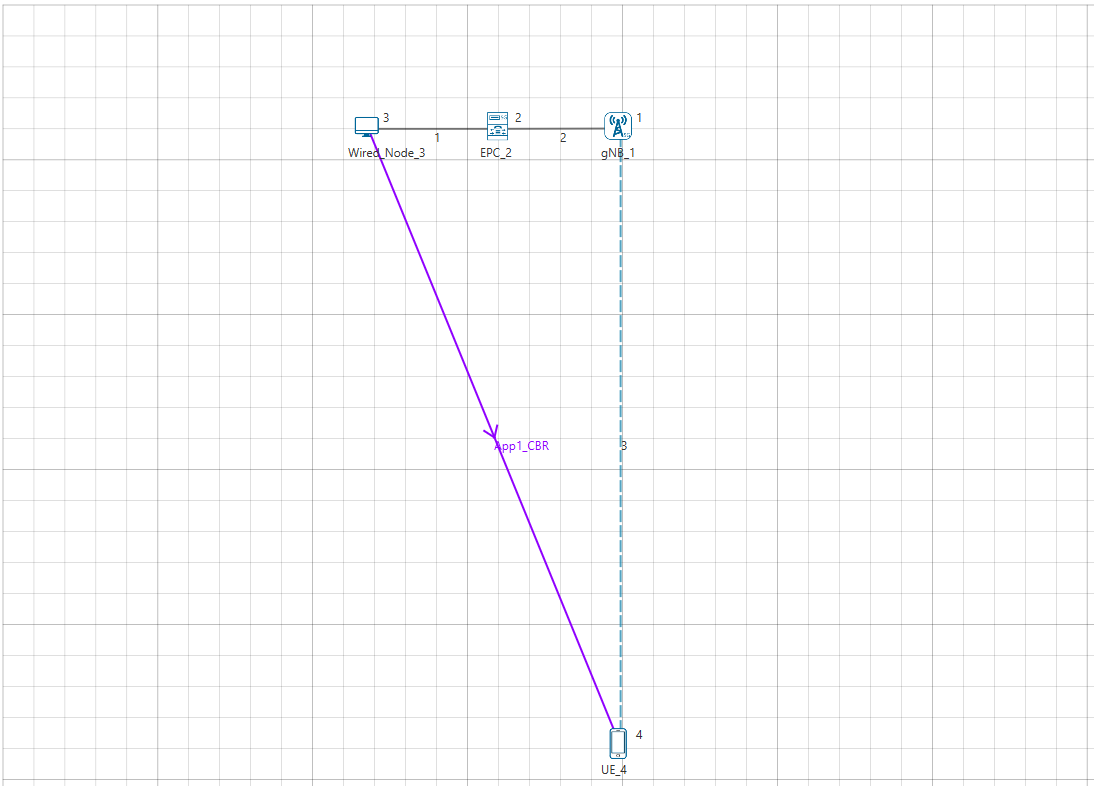 3
2
1
1
2
Wired_Node_3
EPC_2
gNB_1
App1_CBR
3
4
UE_4